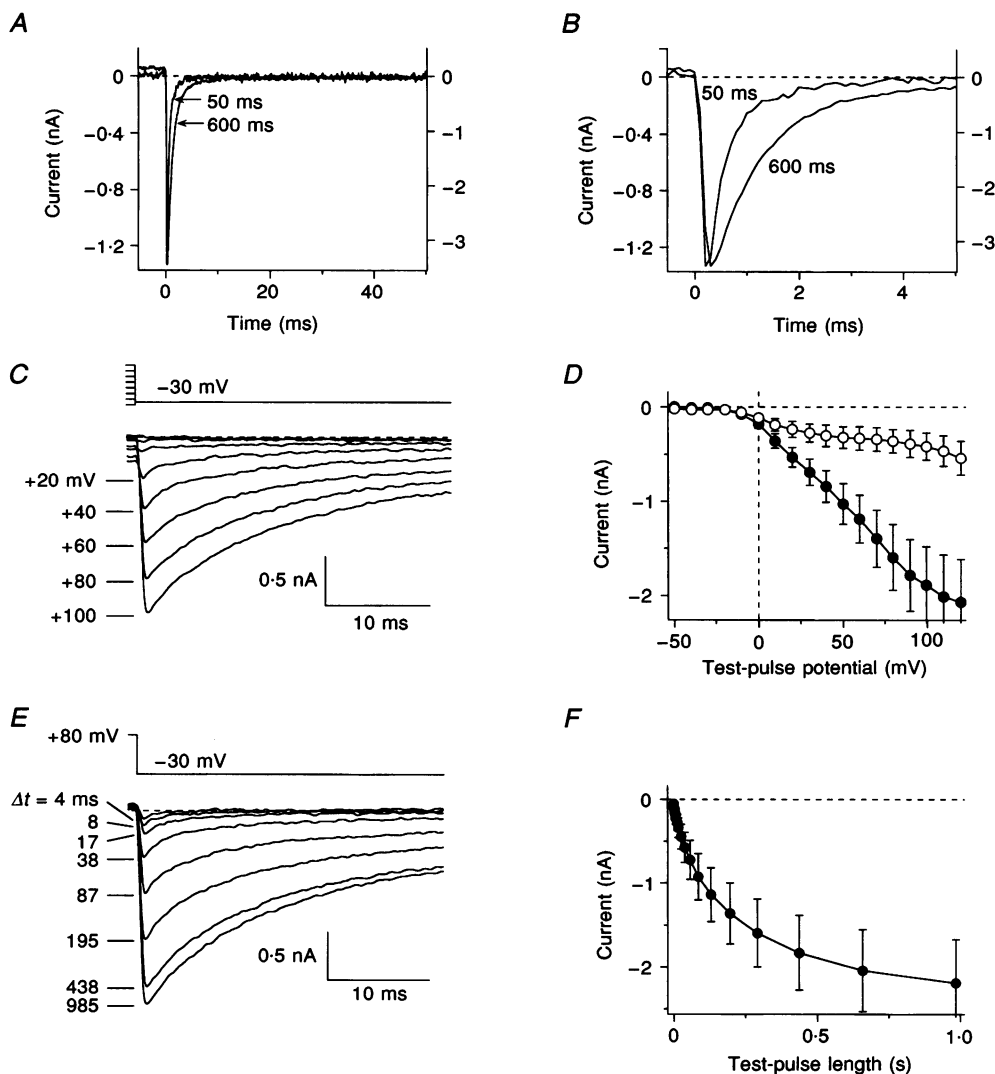 A
0
−0·4
−0·8
−1·2
0
−1
−2
−3
50 ms
600 ms
Current (nA)
0
20
40
Time (ms)
B
0
−0·4
−0·8
−1·2
0
−1
−2
−3
50 ms
600 ms
Current (nA)
0
2
4
Time (ms)
C
−30 mV
+20 mV
+40
+60
+80
+100
0·5 nA
10 ms
D
0
−1
−2
Current (nA)
−50
0
50
100
Test-pulse potential (mV)
E
+80 mV
−30 mV
Δt = 4 ms
8
17
38
87
195
438
985
0·5 nA
10 ms
F
0
−1
−2
Current (nA)
0
0·5
1·0
Test-pulse length (s)